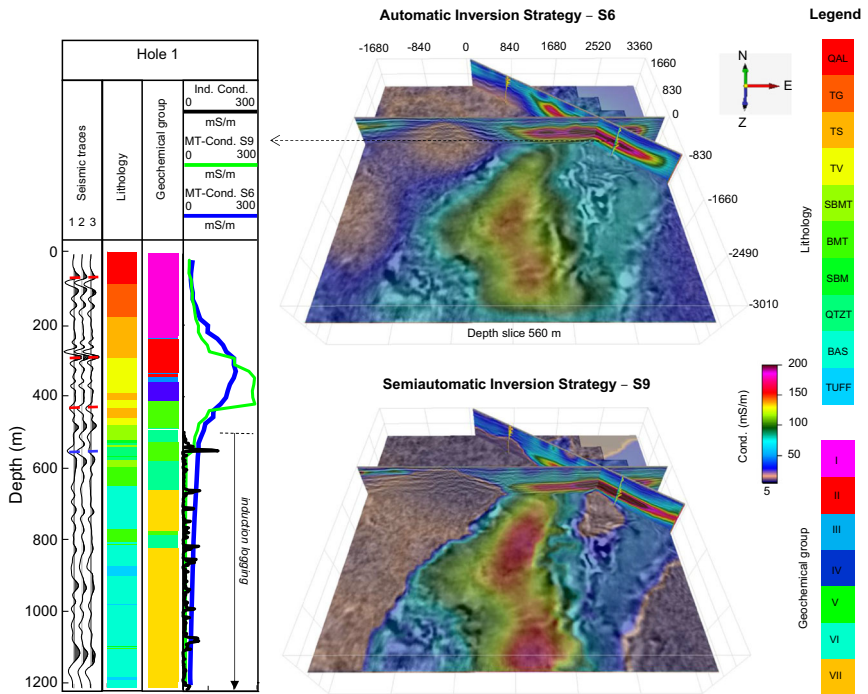 Automatic Inversion Strategy – S6
Legend
Hole 1
Ind. Cond.
0 300
mS/m
MT-Cond. S9
0 300
mS/m
MT-Cond. S6
0 300
mS/m
Seismic traces
1 2 3
Lithology
Geochemical group
Depth (m)
0
200
400
600
800
1000
1200
induction logging
-1680 -840 0 840 1680 2520 3360
1660
830
0
-830
-1660
-2490
-3010
Depth slice 560 m
N
E
Z
Semiautomatic Inversion Strategy – S9
Cond. (mS/m)
200
150
100
50
5
Lithology
QAL
TG
TS
TV
SBMT
BMT
SBM
QTZT
BAS
TUFF
Geochemical group
I
II
III
IV
V
VI
VII